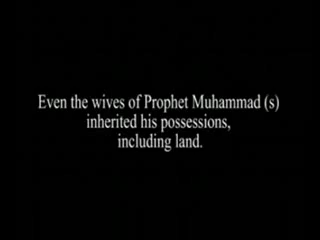 Even the wives of Prophet Muhammad (s)
inherited his possessions,
including land.